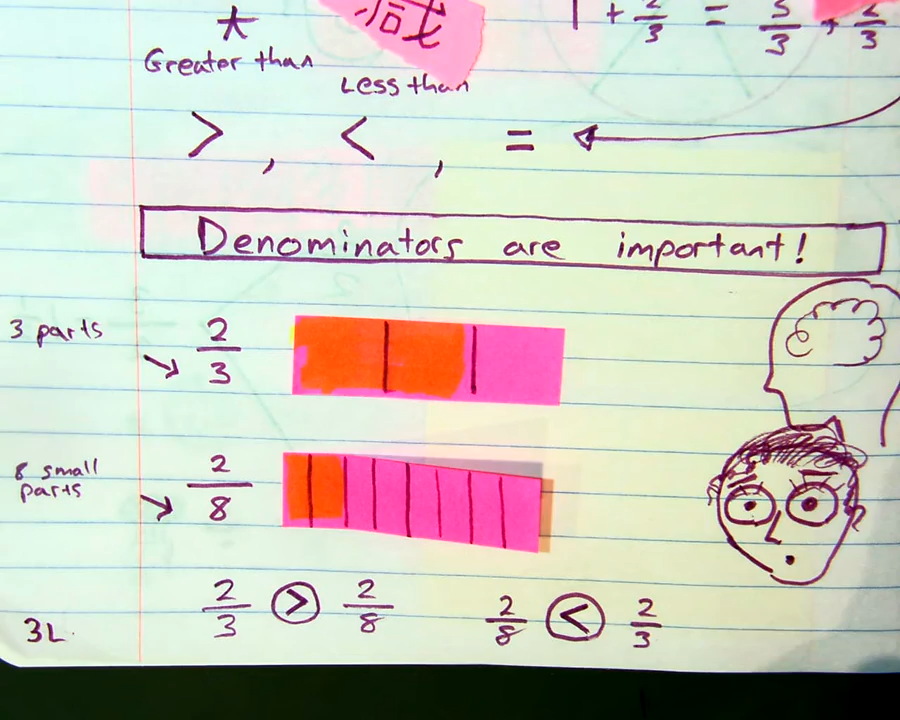 *
減
1 + 2/3 = 3/3 + 2/3
Greater than
Less than
> , < , =
Denominators are important!
3 parts
2/3
8 small
parts
2/8
2/3 > 2/8 2/8 < 2/3
3L.